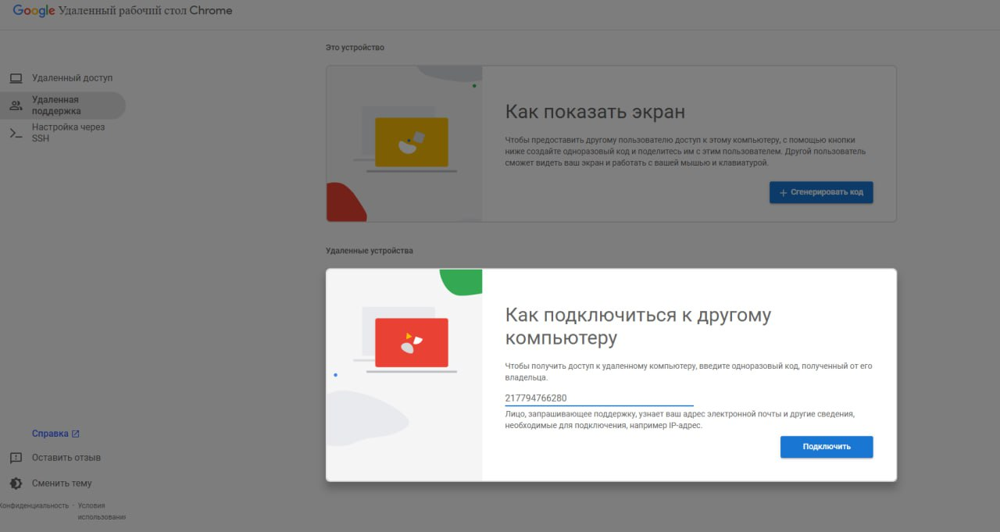 Google Удаленный рабочий стол Chrome
Это устройство
Удаленный доступ
Удаленная
поддержка
Настройка через
SSH
Как показать экран
Чтобы предоставить другому пользователю доступ к этому компьютеру, с помощью кнопки
ниже создайте одноразовый код и поделитесь им с этим пользователем. Другой пользователь
сможет видеть ваш экран и работать с вашей мышью и клавиатурой.
Сгенерировать код
Удаленные устройства
Как подключиться к другому
компьютеру
Чтобы получить доступ к удаленному компьютеру, введите одноразовый код, полученный от его
владельца.
217794766280
Лицо, запрашивающее поддержку, узнает ваш адрес электронной почты и другие сведения,
необходимые для подключения, например IP-адрес.
Подключить
Справка
Оставить отзыв
Сменить тему
Конфиденциальность · Условия
использования